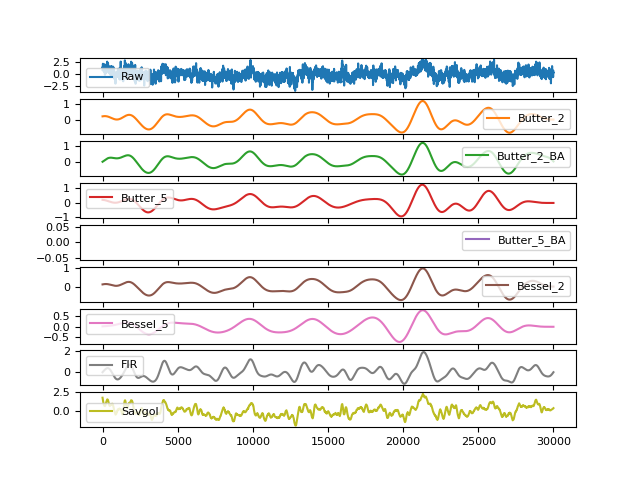 2.5
0.0
−2.5
Raw
1
0
Butter_2
1
0
Butter_2_BA
1
0
−1
Butter_5
0.05
0.00
−0.05
Butter_5_BA
1
0
Bessel_2
0.5
0.0
−0.5
Bessel_5
2
0
FIR
2.5
0.0
Savgol
0 5000 10000 15000 20000 25000 30000